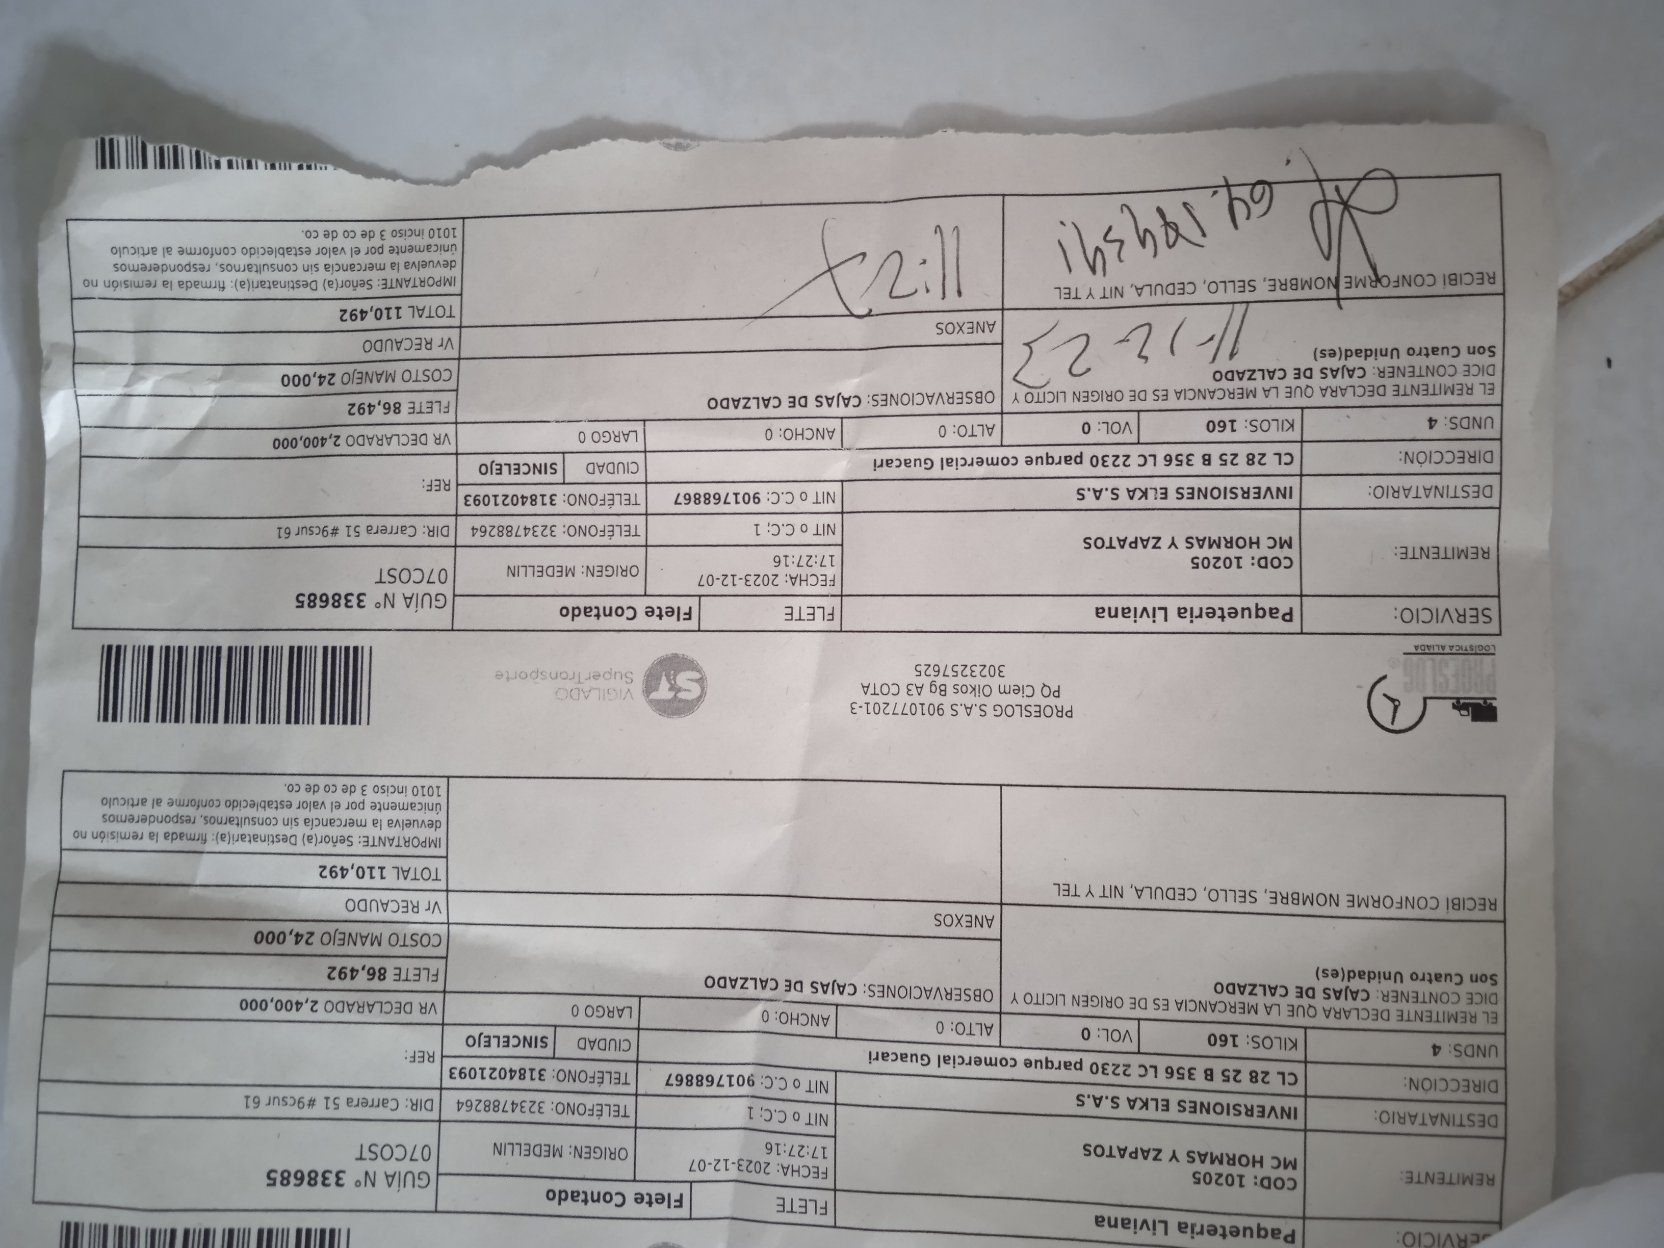 SERVICIO: Paqueteria Liviana FLETE Flete Contado GUÍA N° 338685
07COST
REMITENTE: COD: 10205
MC HORMAS Y ZAPATOS
FECHA: 2023-12-07
17:27:16
ORIGEN: MEDELLIN
NIT o C.C; 1 TELÉFONO: 3234788264 DIR: Carrera 51 #9csur 61
DESTINATARIO: INVERSIONES ELKA S.A.S NIT o C.C: 901768867 TELÉFONO: 3184021093 REF:
DIRECCIÓN: CL 28 25 B 356 LC 2230 parque comercial Guacari CIUDAD SINCELEJO
UNDS: 4 KILOS: 160 VOL: 0 ALTO: 0 ANCHO: 0 LARGO 0 VR DECLARADO 2,400,000
EL REMITENTE DECLARA QUE LA MERCANCIA ES DE ORIGEN LICITO Y
DICE CONTENER: CAJAS DE CALZADO
Son Cuatro Unidad(es)
OBSERVACIONES: CAJAS DE CALZADO
FLETE 86,492
COSTO MANEJO 24,000
ANEXOS
Vr RECAUDO
RECIBÍ CONFORME NOMBRE, SELLO, CEDULA, NIT Y TEL
TOTAL 110,492
IMPORTANTE: Señor(a) Destinatari(a): firmada la remisión no
devuelva la mercancía sin consultarnos, responderemos
únicamente por el valor establecido conforme al artículo
1010 inciso 3 de co de co.
PROESLOG
LOGÍSTICA ALIADA
PROESLOG S.A.S 901077201-3
PQ Ciem Oikos Bg A3 COTA
3023257625
ST
VIGILADO
SuperTransporte
SERVICIO: Paqueteria Liviana FLETE Flete Contado GUÍA N° 338685
07COST
REMITENTE: COD: 10205
MC HORMAS Y ZAPATOS
FECHA: 2023-12-07
17:27:16
ORIGEN: MEDELLIN
NIT o C.C; 1 TELÉFONO: 3234788264 DIR: Carrera 51 #9csur 61
DESTINATARIO: INVERSIONES ELKA S.A.S NIT o C.C: 901768867 TELÉFONO: 3184021093 REF:
DIRECCIÓN: CL 28 25 B 356 LC 2230 parque comercial Guacari CIUDAD SINCELEJO
UNDS: 4 KILOS: 160 VOL: 0 ALTO: 0 ANCHO: 0 LARGO 0 VR DECLARADO 2,400,000
EL REMITENTE DECLARA QUE LA MERCANCIA ES DE ORIGEN LICITO Y
DICE CONTENER: CAJAS DE CALZADO
Son Cuatro Unidad(es)
11-12-23
OBSERVACIONES: CAJAS DE CALZADO
FLETE 86,492
COSTO MANEJO 24,000
ANEXOS
Vr RECAUDO
RECIBÍ CONFORME NOMBRE, SELLO, CEDULA, NIT Y TEL
11:27
TOTAL 110,492
IMPORTANTE: Señor(a) Destinatari(a): firmada la remisión no
devuelva la mercancía sin consultarnos, responderemos
únicamente por el valor establecido conforme al artículo
1010 inciso 3 de co de co.